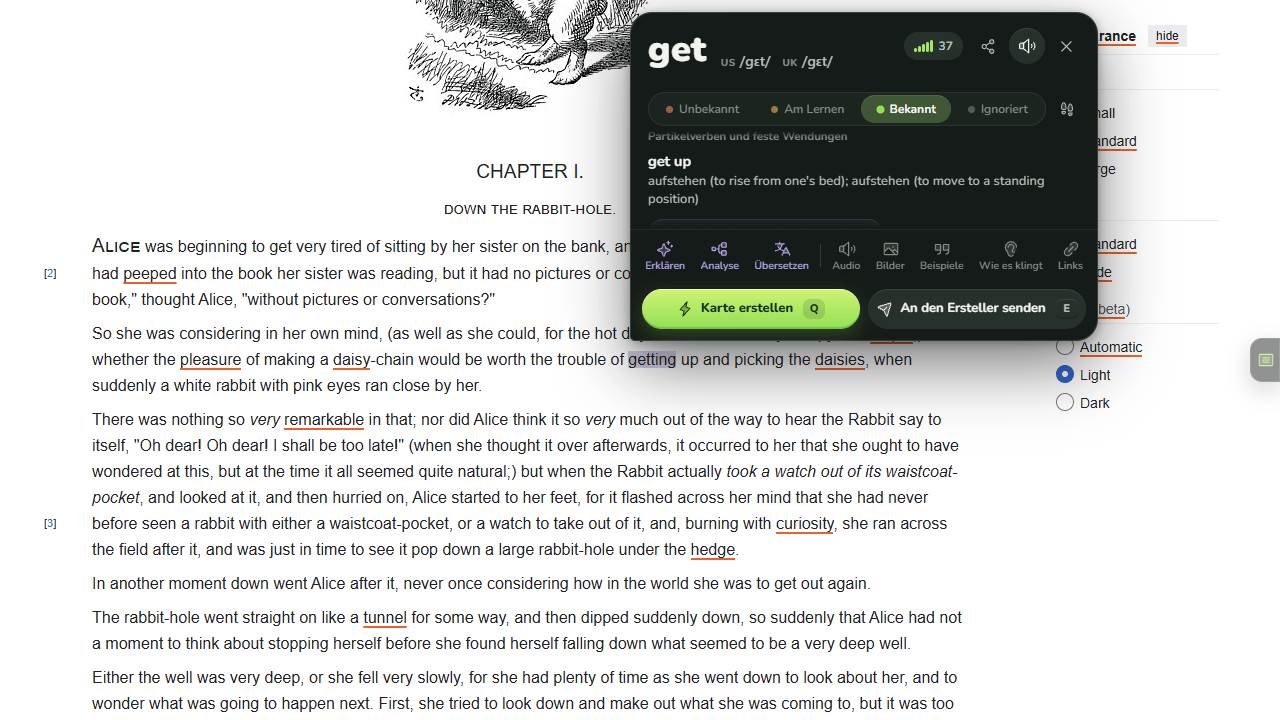 get
US /ɡɛt/ UK /ɡɛt/
37
Unbekannt
Am Lernen
Bekannt
Ignoriert
Partikelverben und feste Wendungen
get up
aufstehen (to rise from one's bed); aufstehen (to move to a standing
position)
Erklären
Analyse
Übersetzen
Audio
Bilder
Beispiele
Wie es klingt
Links
Karte erstellen Q
An den Ersteller senden E
CHAPTER I.
DOWN THE RABBIT-HOLE.
ALICE was beginning to get very tired of sitting by her sister on the bank, an
[2] had peeped into the book her sister was reading, but it had no pictures or co
book," thought Alice, "without pictures or conversations?"
So she was considering in her own mind, (as well as she could, for the hot d
whether the pleasure of making a daisy-chain would be worth the trouble of getting up and picking the daisies, when
suddenly a white rabbit with pink eyes ran close by her.
There was nothing so very remarkable in that; nor did Alice think it so very much out of the way to hear the Rabbit say to
itself, "Oh dear! Oh dear! I shall be too late!" (when she thought it over afterwards, it occurred to her that she ought to have
wondered at this, but at the time it all seemed quite natural;) but when the Rabbit actually took a watch out of its waistcoat-
pocket, and looked at it, and then hurried on, Alice started to her feet, for it flashed across her mind that she had never
[3] before seen a rabbit with either a waistcoat-pocket, or a watch to take out of it, and, burning with curiosity, she ran across
the field after it, and was just in time to see it pop down a large rabbit-hole under the hedge.
In another moment down went Alice after it, never once considering how in the world she was to get out again.
The rabbit-hole went straight on like a tunnel for some way, and then dipped suddenly down, so suddenly that Alice had not
a moment to think about stopping herself before she found herself falling down what seemed to be a very deep well.
Either the well was very deep, or she fell very slowly, for she had plenty of time as she went down to look about her, and to
wonder what was going to happen next. First, she tried to look down and make out what she was coming to, but it was too
rance hide
nall
andard
rge
andard
de
beta)
Automatic
Light
Dark